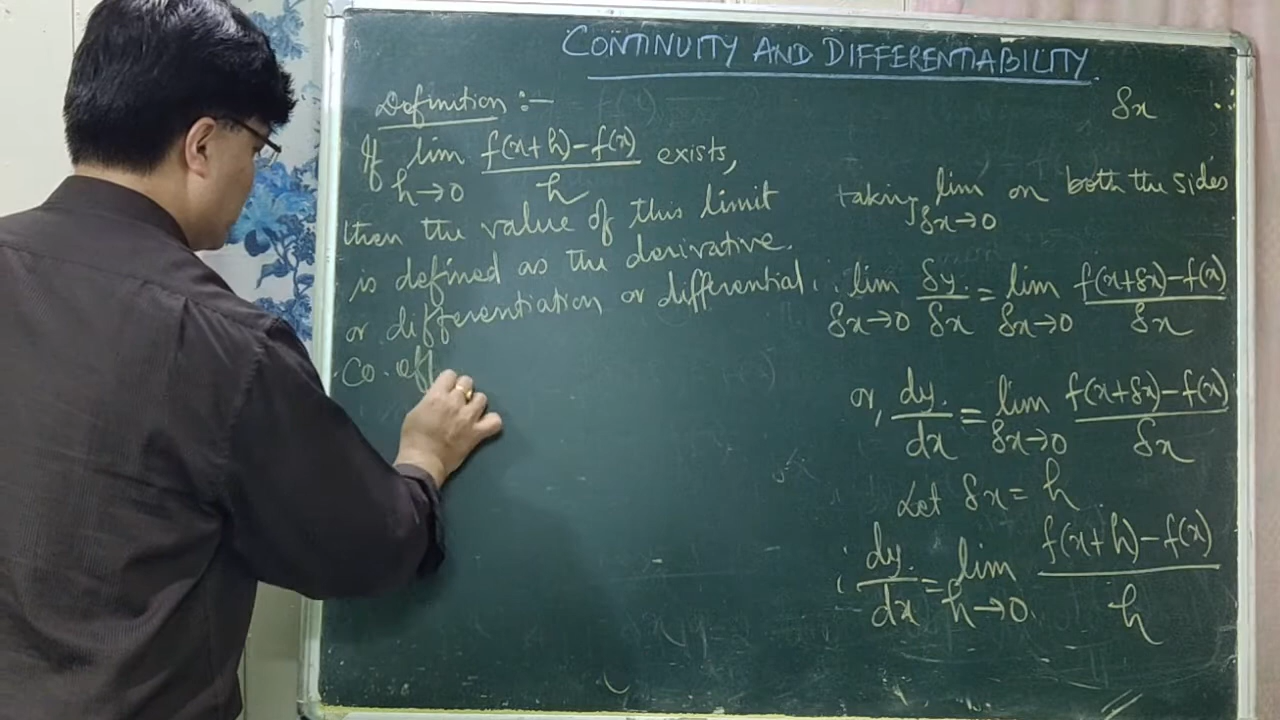 CONTINUITY AND DIFFERENTIABILITY
Definition :-
If lim f(x+h)-f(x) exists,
h→0 h
then the value of this limit
is defined as the derivative.
or differentiation or differential.
Co. eff
δx
taking lim on both the sides
δx→0
∴ lim δy = lim f(x+δx)-f(x)
δx→0 δx δx→0 δx
or, dy = lim f(x+δx)-f(x)
dx δx→0 δx
Let δx = h
∴ dy = lim f(x+h)-f(x)
dx h→0 h